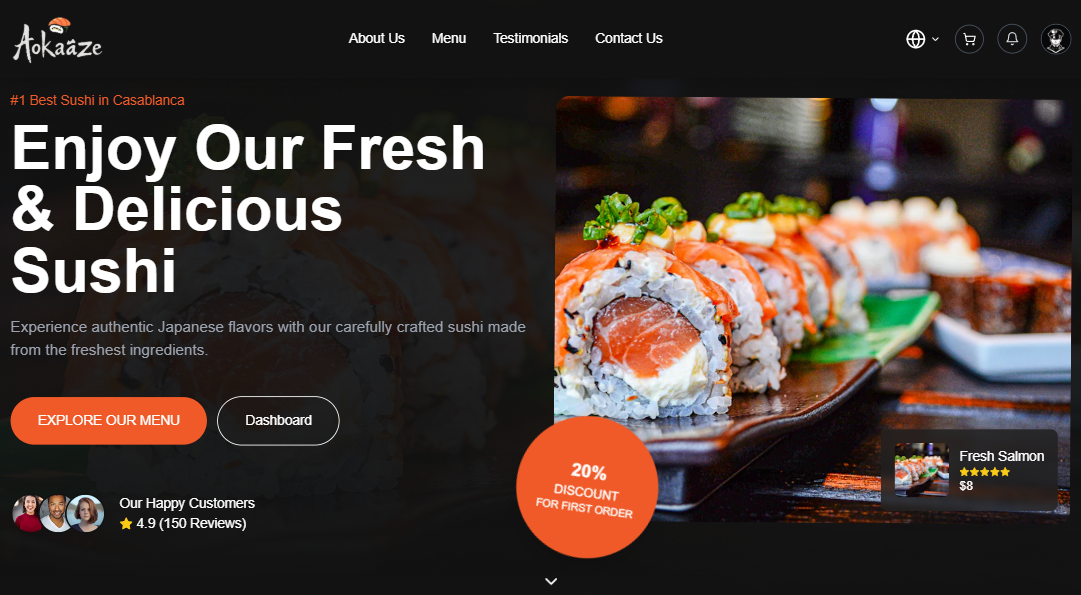 Aokaäze
About Us
Menu
Testimonials
Contact Us
#1 Best Sushi in Casablanca
Enjoy Our Fresh
& Delicious
Sushi
Experience authentic Japanese flavors with our carefully crafted sushi made
from the freshest ingredients.
EXPLORE OUR MENU
Dashboard
Our Happy Customers
4.9 (150 Reviews)
20%
DISCOUNT
FOR FIRST ORDER
Fresh Salmon
$8